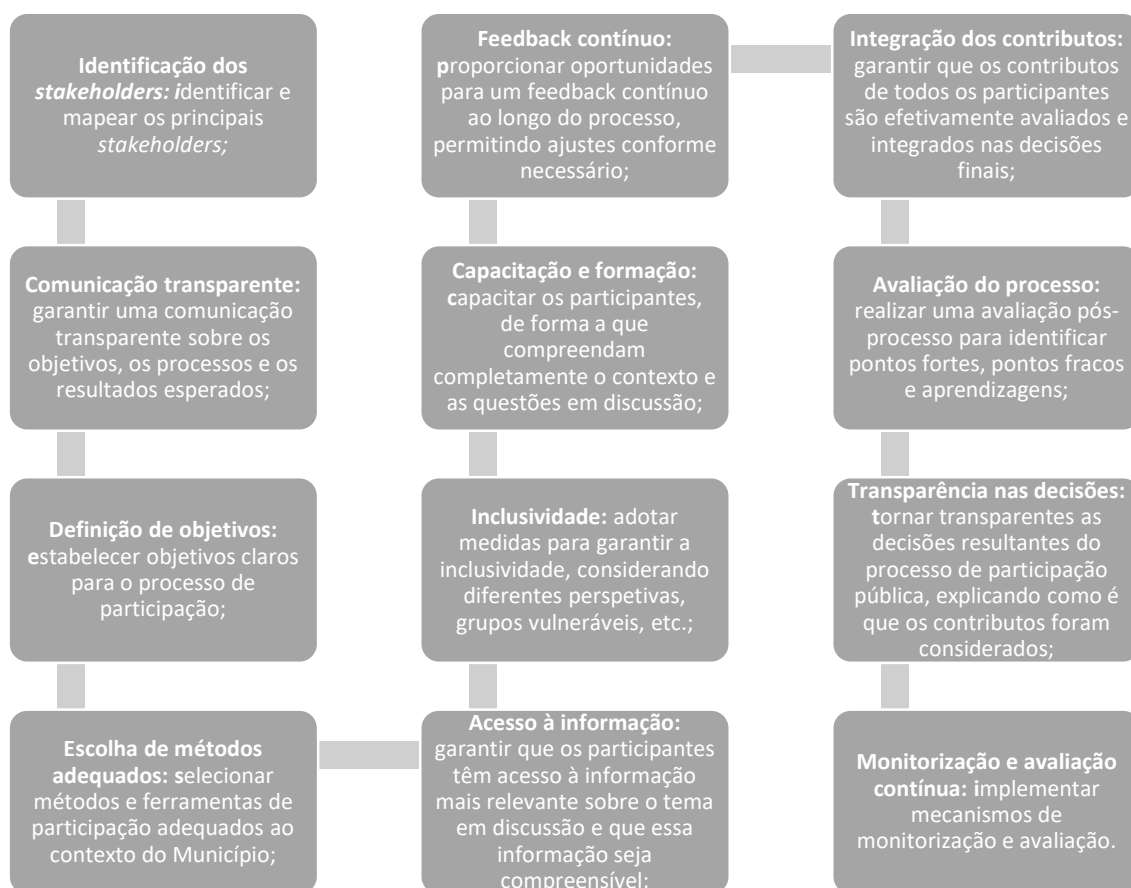 Identificação dos
stakeholders: identificar e
mapear os principais
stakeholders;
Comunicação transparente:
garantir uma comunicação
transparente sobre os
objetivos, os processos e os
resultados esperados;
Definição de objetivos:
estabelecer objetivos claros
para o processo de
participação;
Escolha de métodos
adequados: selecionar
métodos e ferramentas de
participação adequados ao
contexto do Município;
Acesso à informação:
garantir que os participantes
têm acesso à informação
mais relevante sobre o tema
em discussão e que essa
informação seja
compreensível;
Inclusividade: adotar
medidas para garantir a
inclusividade, considerando
diferentes perspetivas,
grupos vulneráveis, etc.;
Capacitação e formação:
capacitar os participantes,
de forma a que
compreendam
completamente o contexto e
as questões em discussão;
Feedback contínuo:
proporcionar oportunidades
para um feedback contínuo
ao longo do processo,
permitindo ajustes conforme
necessário;
Integração dos contributos:
garantir que os contributos
de todos os participantes
são efetivamente avaliados e
integrados nas decisões
finais;
Avaliação do processo:
realizar uma avaliação pós-
processo para identificar
pontos fortes, pontos fracos
e aprendizagens;
Transparência nas decisões:
tornar transparentes as
decisões resultantes do
processo de participação
pública, explicando como é
que os contributos foram
considerados;
Monitorização e avaliação
contínua: implementar
mecanismos de
monitorização e avaliação.